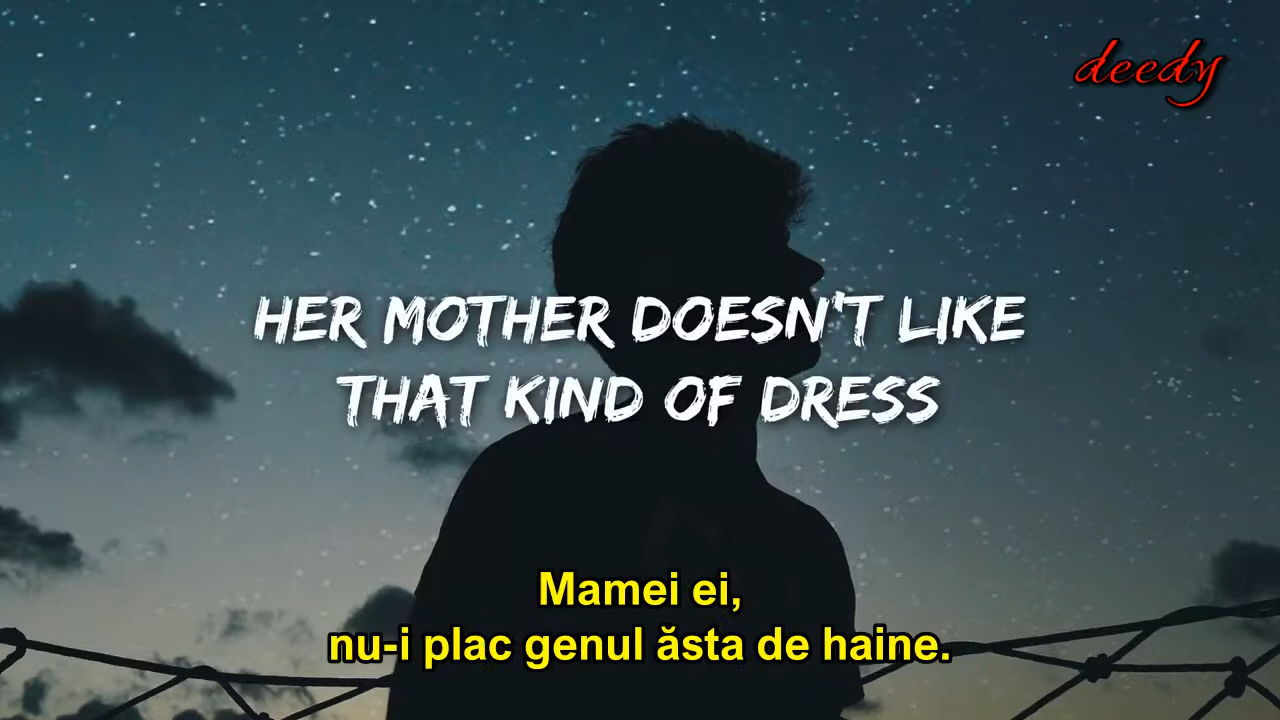 deedy
HER MOTHER DOESN'T LIKE
THAT KIND OF DRESS
Mamei ei,
nu-i plac genul ăsta de haine.